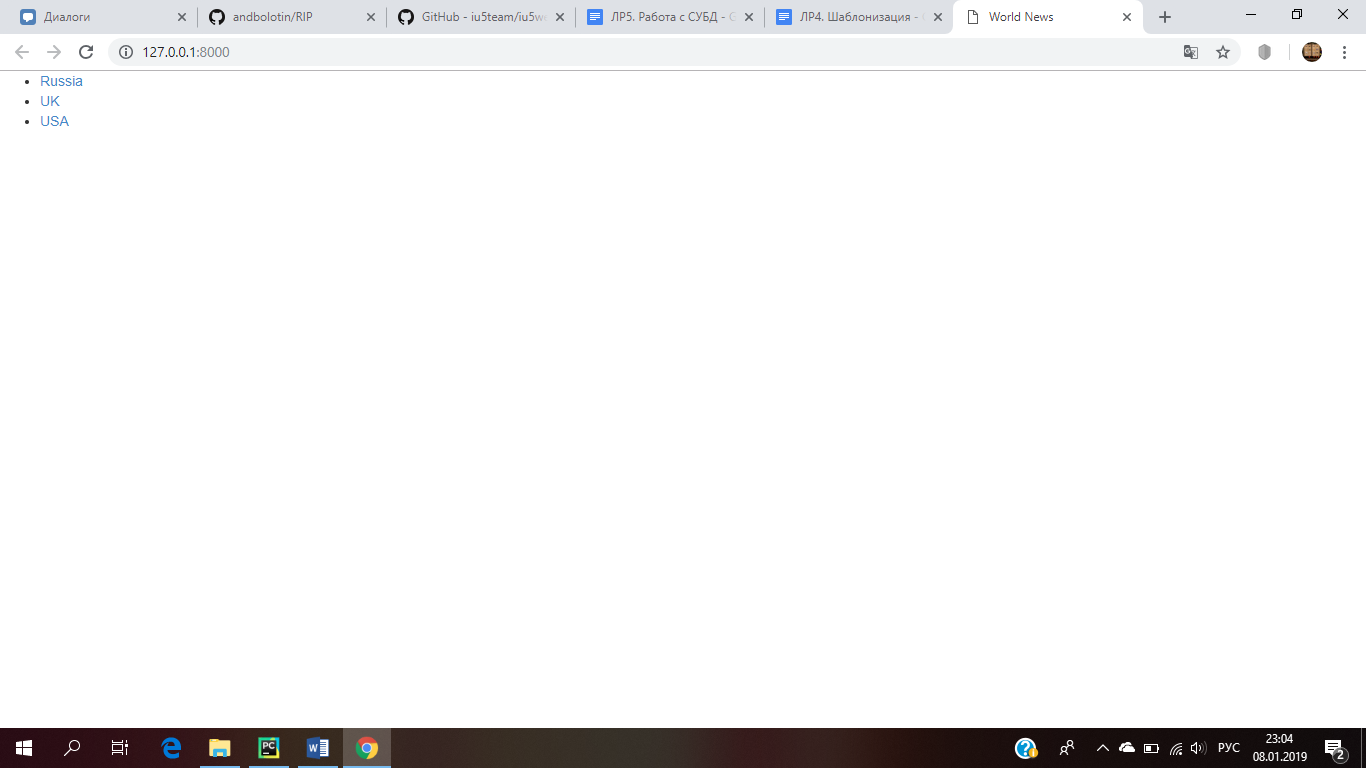 Диалоги
andbolotin/RIP
GitHub - iu5team/iu5w
ЛР5. Работа с СУБД - G
ЛР4. Шаблонизация -
World News
127.0.0.1:8000
Russia
UK
USA
PC
W
РУС
23:04
08.01.2019
2